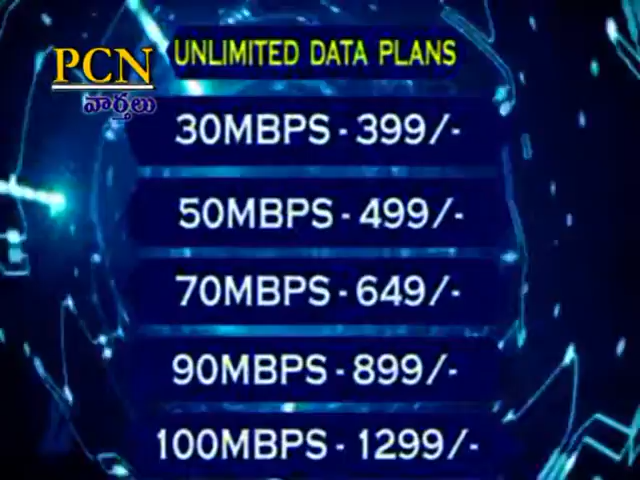 PCN
వార్తలు
UNLIMITED DATA PLANS
30MBPS - 399/-
50MBPS - 499/-
70MBPS - 649/-
90MBPS - 899/-
100MBPS - 1299/-